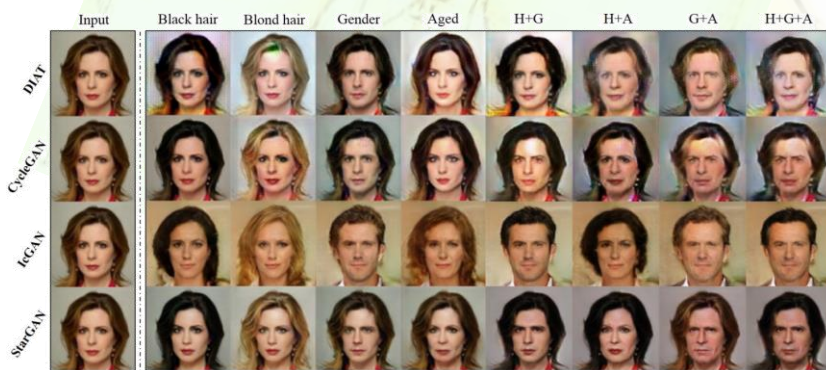 Input Black hair Blond hair Gender Aged H+G H+A G+A H+G+A
DIAT
CycleGAN
IcGAN
StarGAN